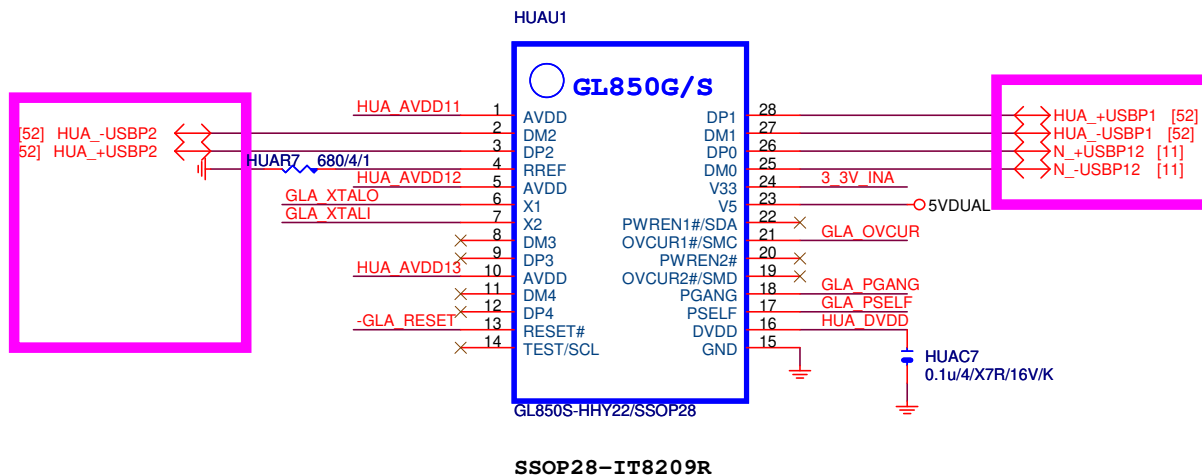 HUAU1
GL850G/S
HUA_AVDD11 1 AVDD DP1 28 HUA_+USBP1 [52]
[52] HUA_-USBP2 2 DM2 DM1 27 HUA_-USBP1 [52]
52] HUA_+USBP2 3 DP2 DP0 26 N_+USBP12 [11]
HUAR7 680/4/1 4 RREF DM0 25 N_-USBP12 [11]
HUA_AVDD12 5 AVDD V33 24 3_3V_INA
GLA_XTALO 6 X1 V5 23 5VDUAL
GLA_XTALI 7 X2 PWREN1#/SDA 22
8 DM3 OVCUR1#/SMC 21 GLA_OVCUR
9 DP3 PWREN2# 20
HUA_AVDD13 10 AVDD OVCUR2#/SMD 19
11 DM4 PGANG 18 GLA_PGANG
12 DP4 PSELF 17 GLA_PSELF
-GLA_RESET 13 RESET# DVDD 16 HUA_DVDD
14 TEST/SCL GND 15
HUAC7
0.1u/4/X7R/16V/K
GL850S-HHY22/SSOP28
SSOP28-IT8209R